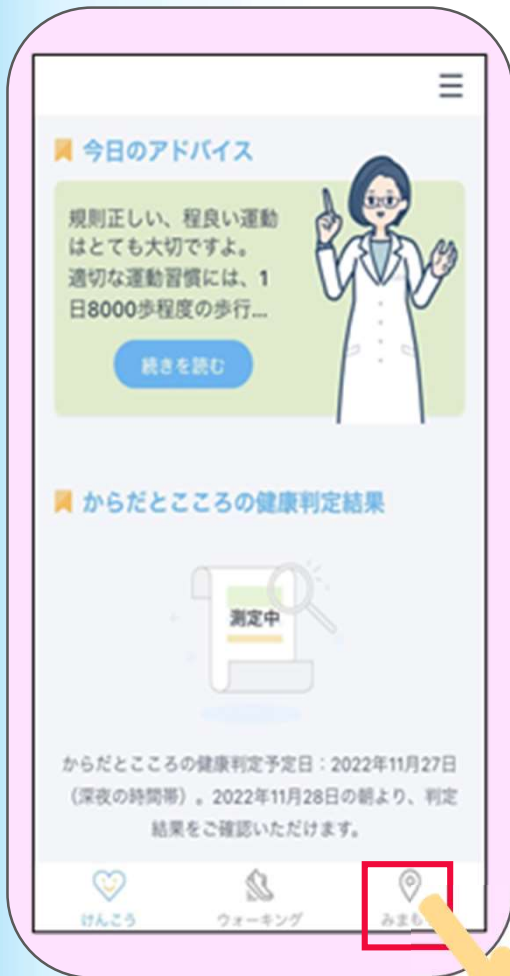 今日のアドバイス
規則正しい、程良い運動
はとても大切ですよ。
適切な運動習慣には、1
日8000歩程度の歩行...
続きを読む
からだとこころの健康判定結果
測定中
からだとこころの健康判定予定日：2022年11月27日
（深夜の時間帯）。2022年11月28日の朝より、判定
結果をご確認いただけます。
けんこう
ウォーキング
みまも